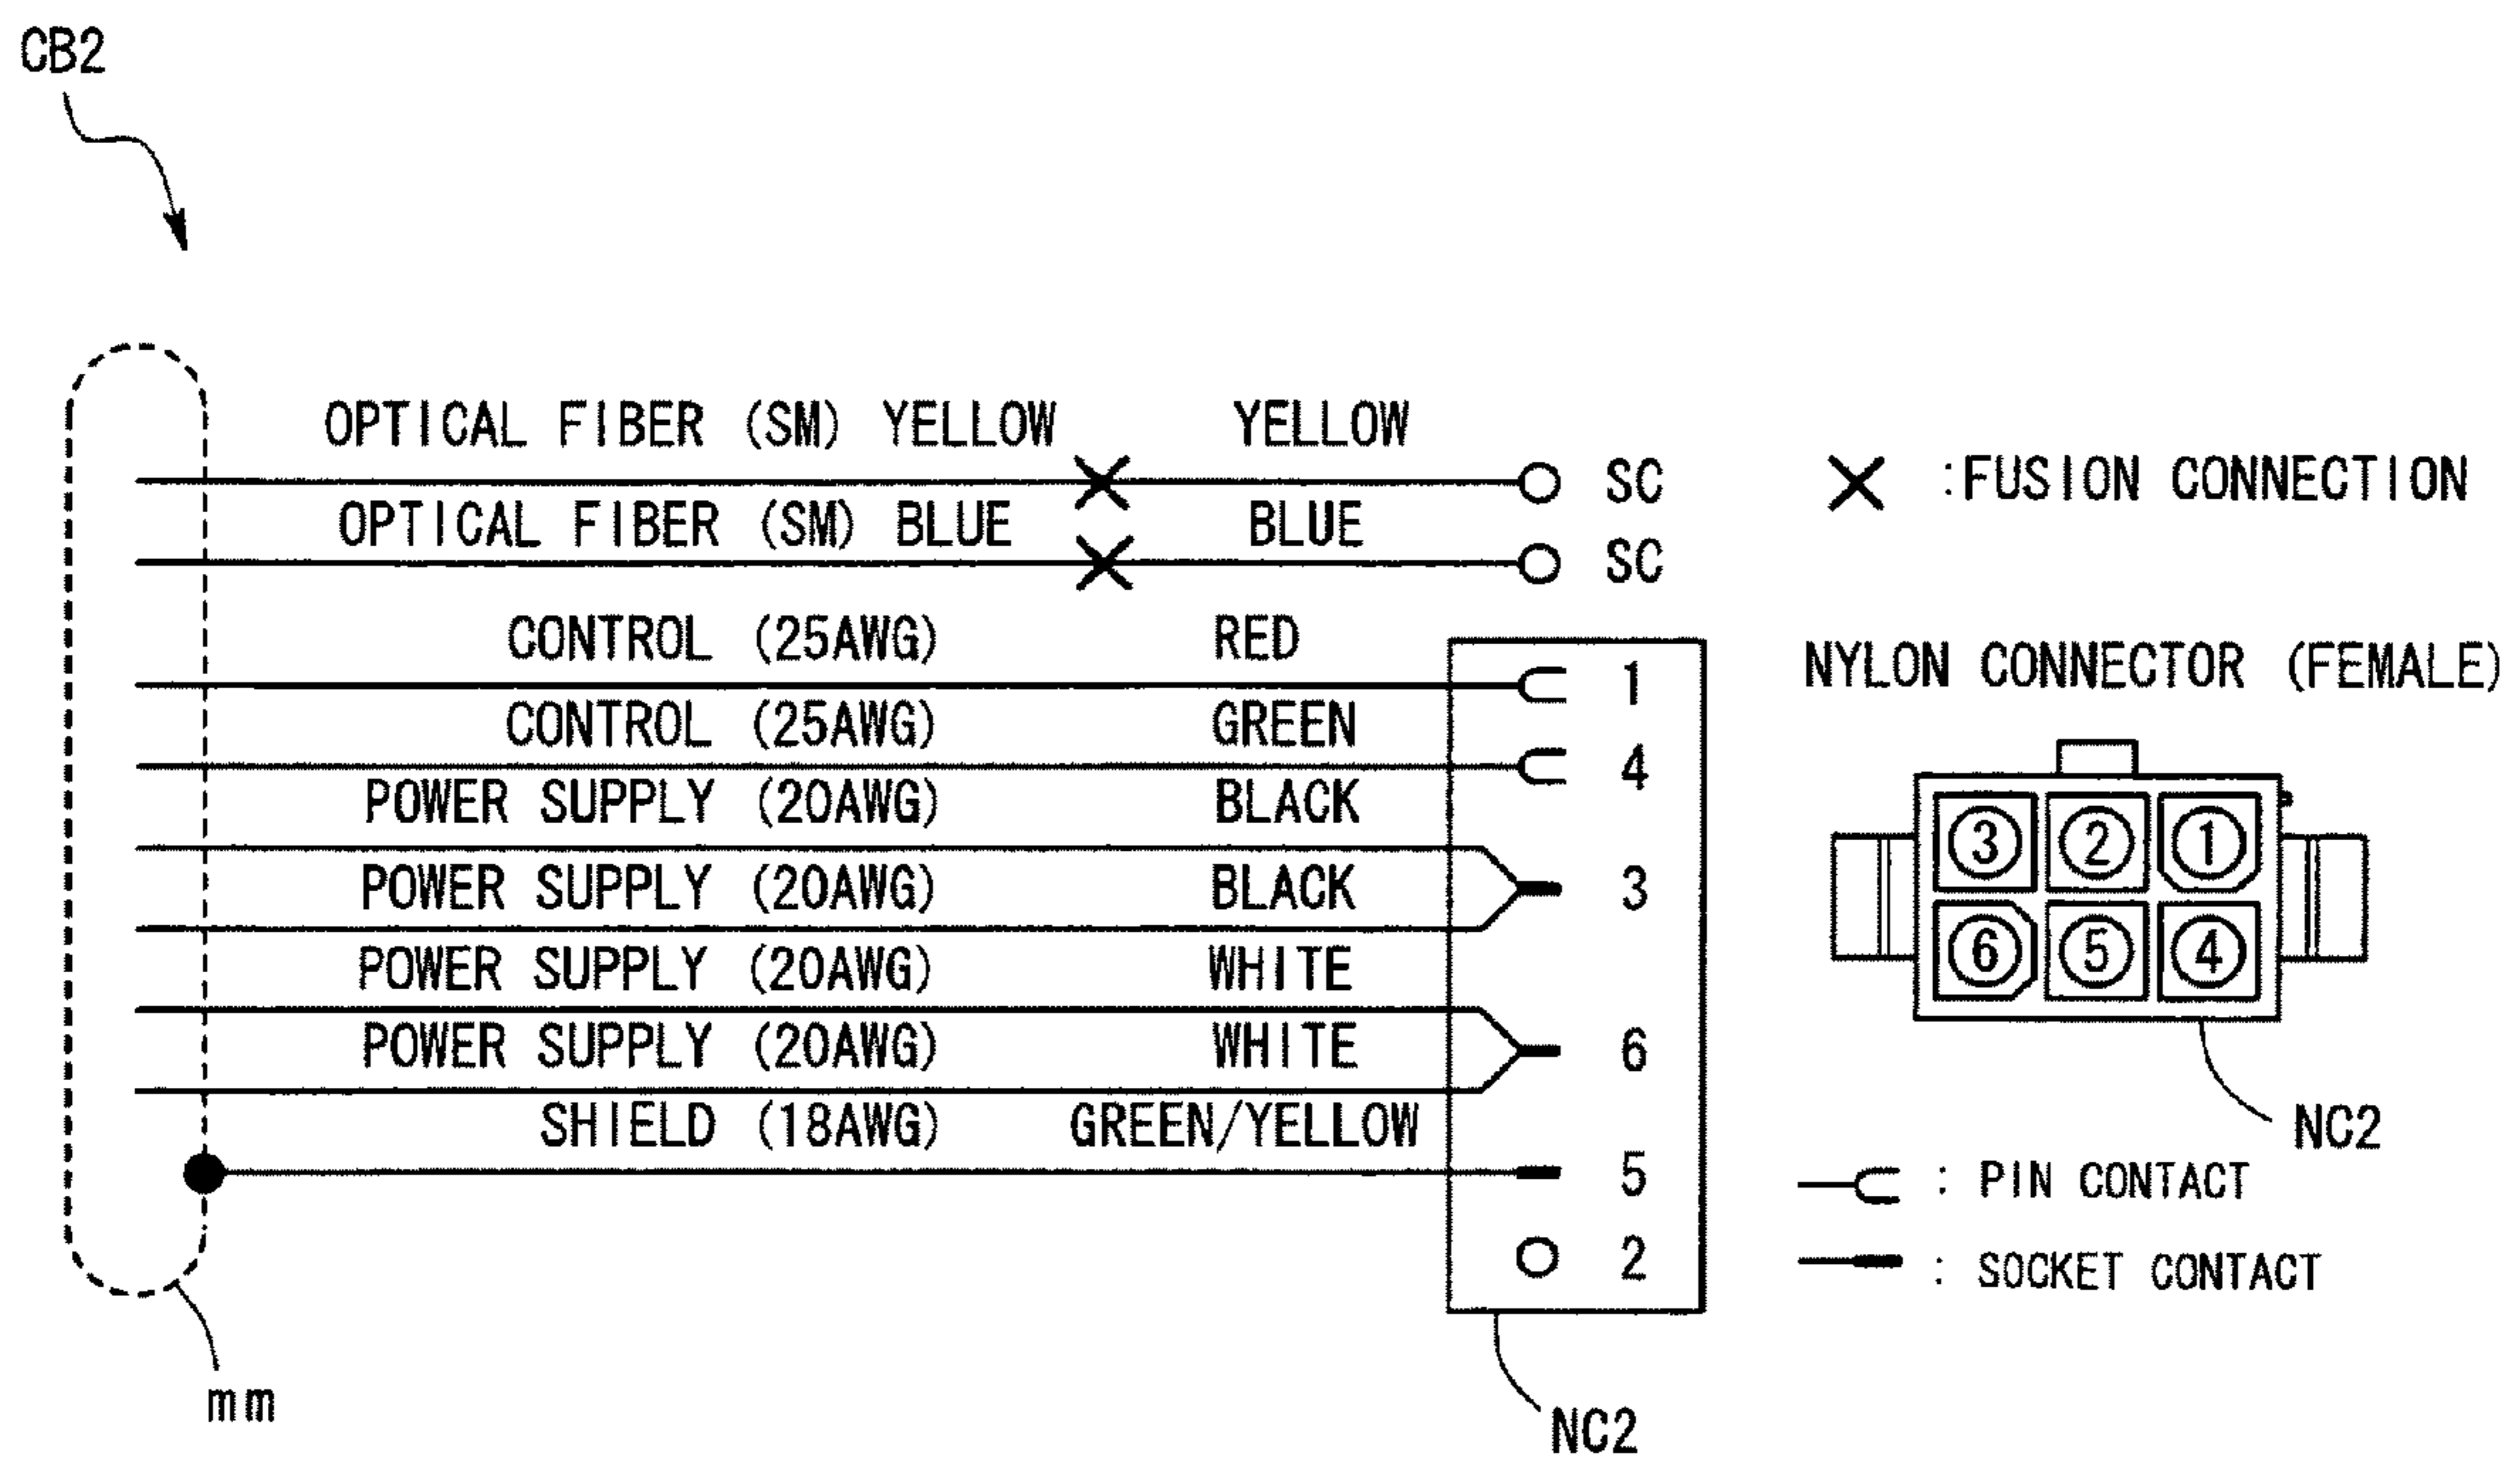 CB2
OPTICAL FIBER (SM) YELLOW YELLOW
SC
:FUSION CONNECTION
OPTICAL FIBER (SM) BLUE BLUE
SC
CONTROL (25AWG) RED
1
NYLON CONNECTOR (FEMALE)
CONTROL (25AWG) GREEN
4
POWER SUPPLY (20AWG) BLACK
3 2 1
POWER SUPPLY (20AWG) BLACK
3
6 5 4
POWER SUPPLY (20AWG) WHITE
POWER SUPPLY (20AWG) WHITE
6
NC2
SHIELD (18AWG) GREEN/YELLOW
5
: PIN CONTACT
2
: SOCKET CONTACT
mm
NC2